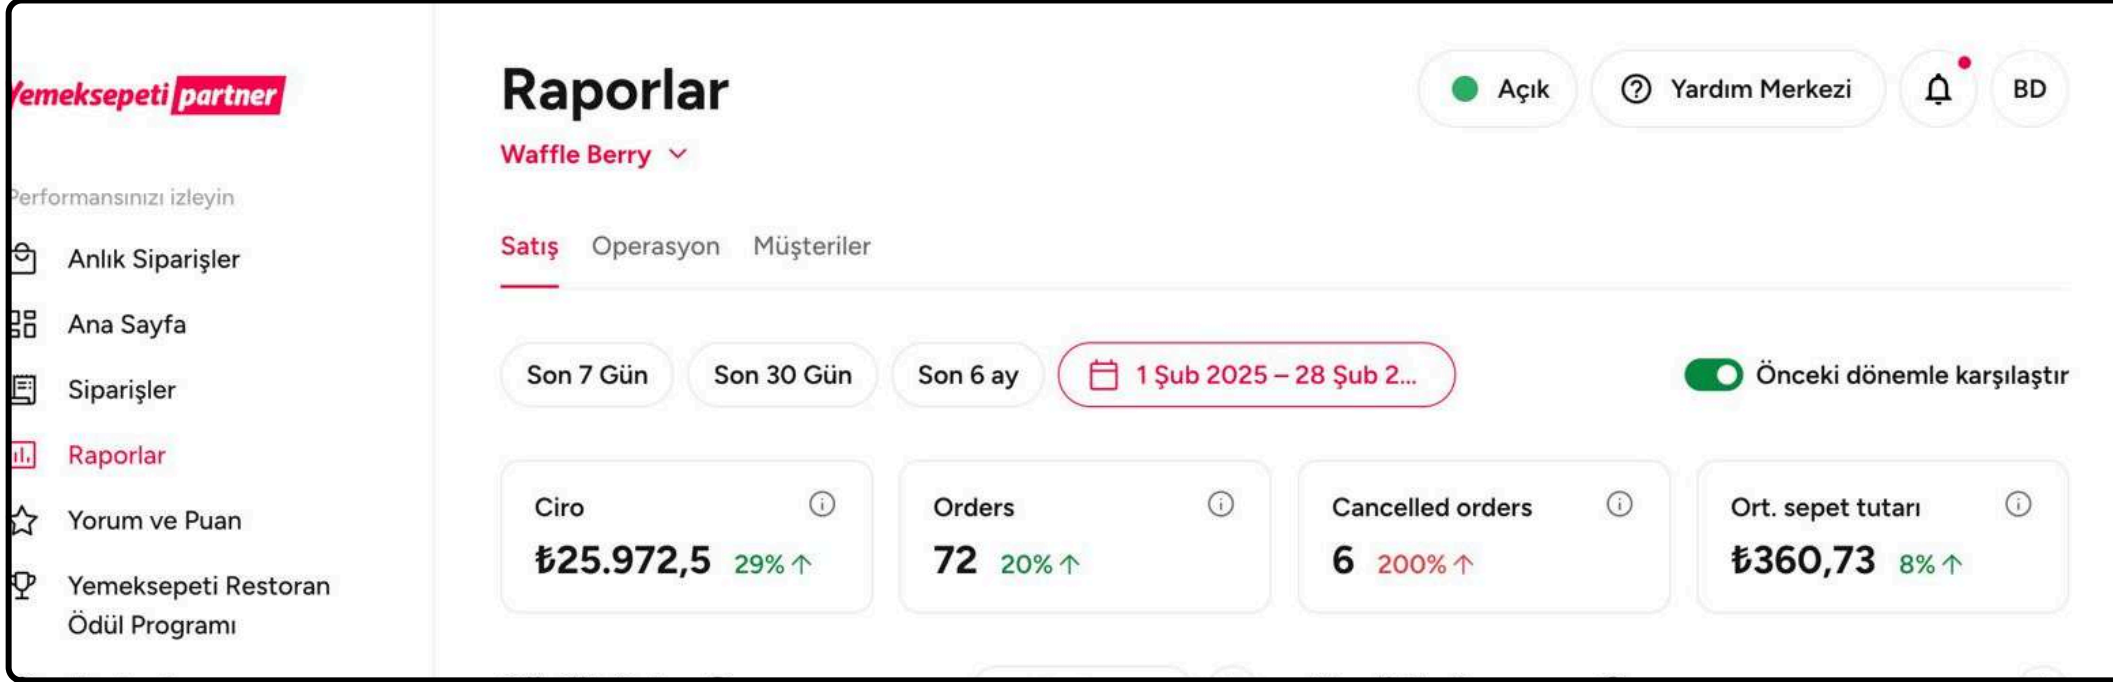 Yemeksepeti partner
Performansınızı izleyin
Anlık Siparişler
Ana Sayfa
Siparişler
Raporlar
Yorum ve Puan
Yemeksepeti Restoran
Ödül Programı
Raporlar
Waffle Berry
Açık
Yardım Merkezi
BD
Satış Operasyon Müşteriler
Son 7 Gün Son 30 Gün Son 6 ay 1 Şub 2025 – 28 Şub 2... Önceki dönemle karşılaştır
Ciro
₺25.972,5 29% ↑
Orders
72 20% ↑
Cancelled orders
6 200% ↑
Ort. sepet tutarı
₺360,73 8% ↑